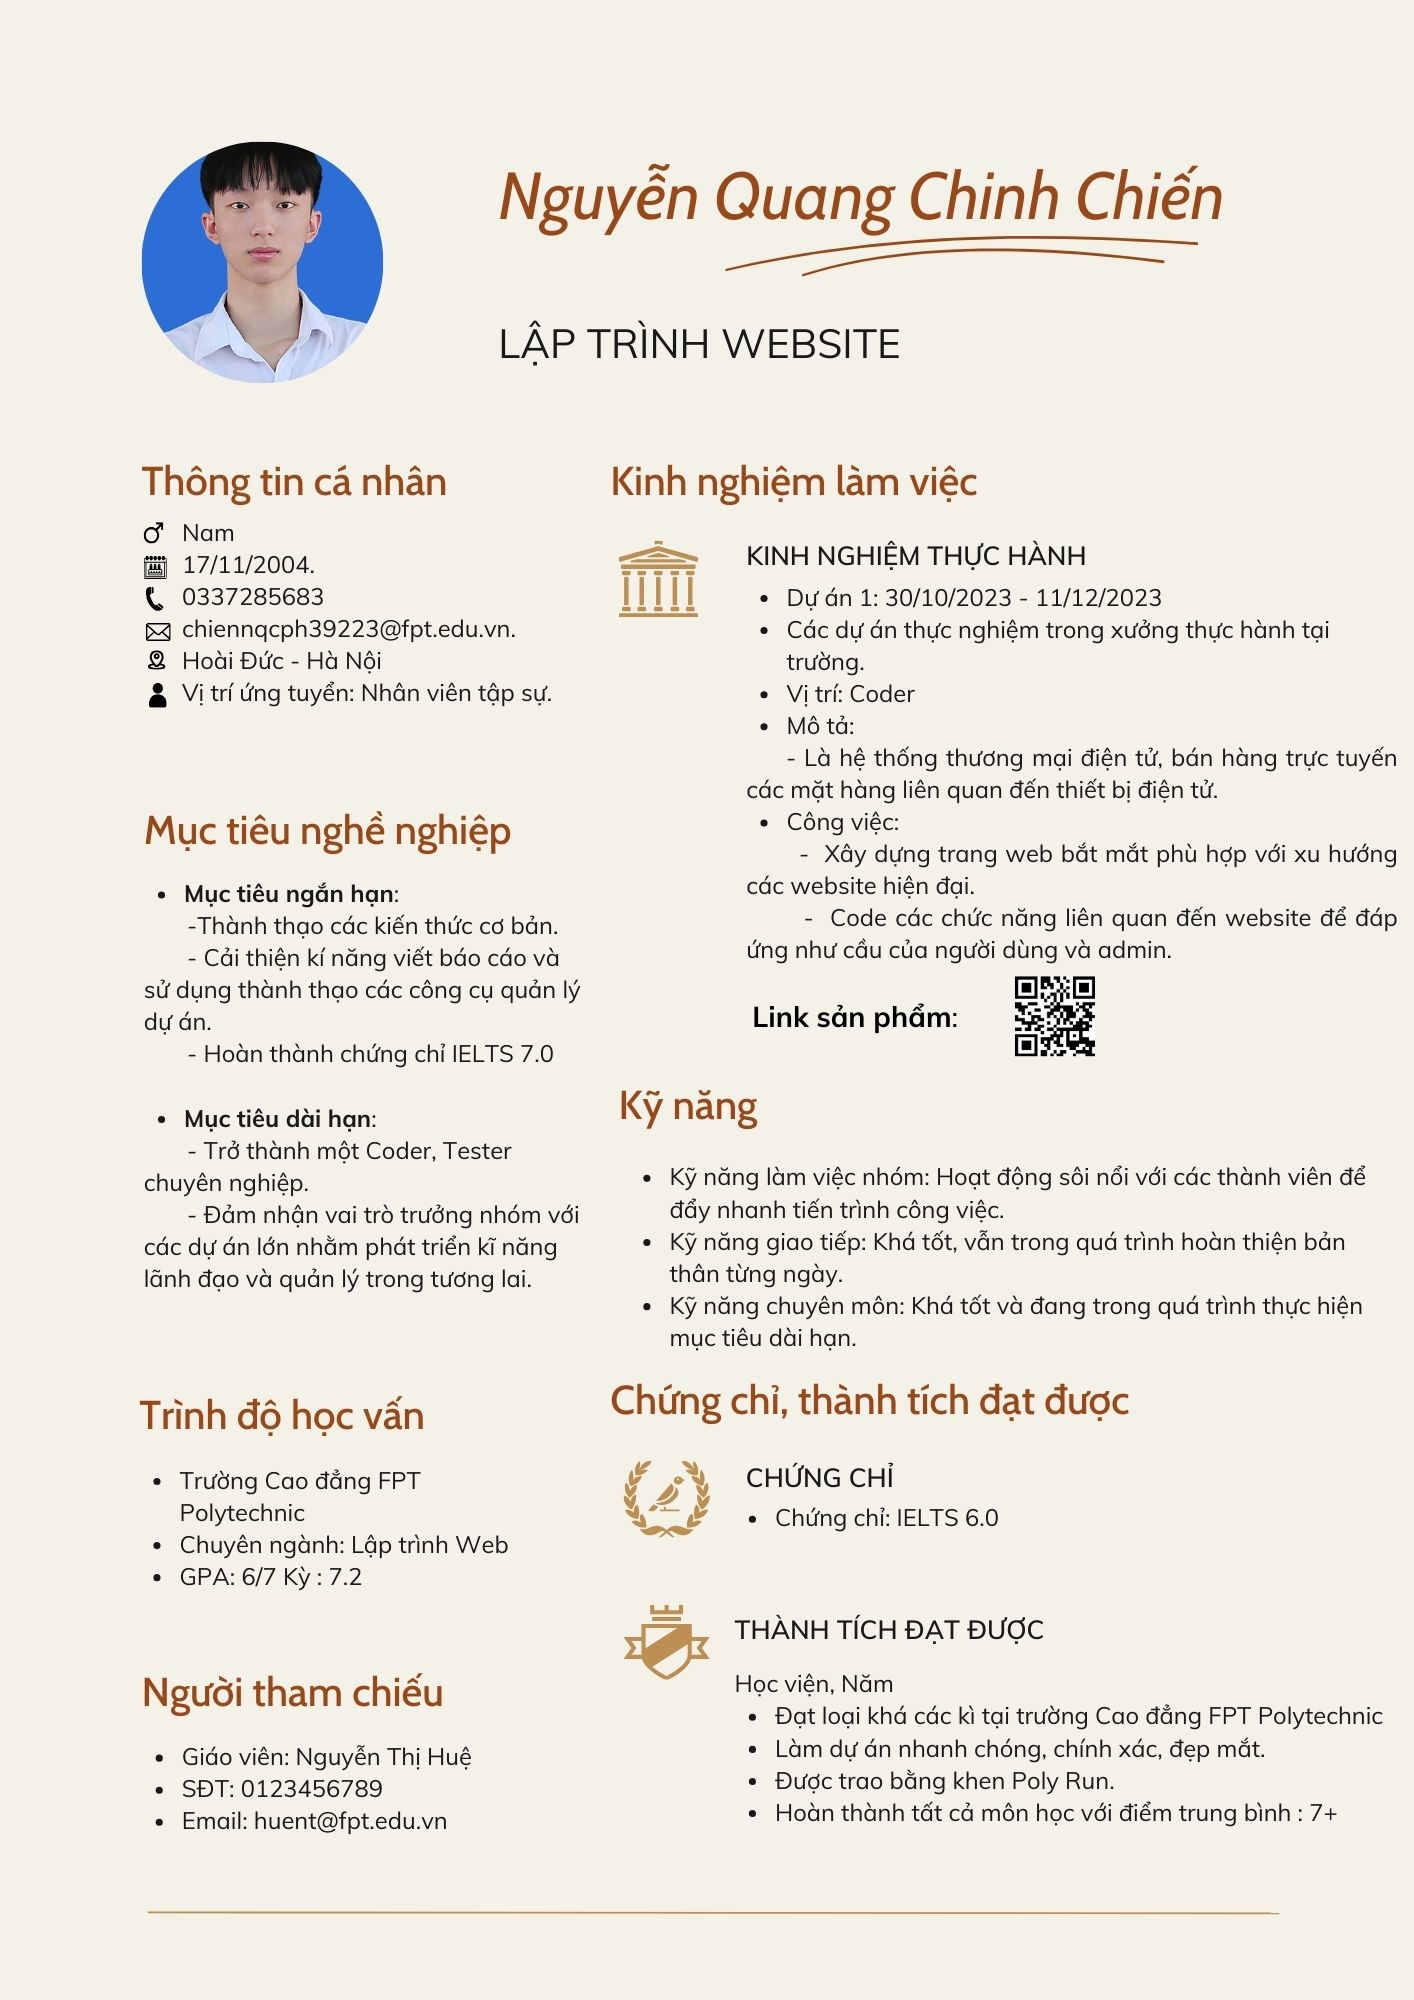 Nguyễn Quang Chinh Chiến
LẬP TRÌNH WEBSITE
Thông tin cá nhân
Nam
17/11/2004.
0337285683
chiennqcph39223@fpt.edu.vn.
Hoài Đức - Hà Nội
Vị trí ứng tuyển: Nhân viên tập sự.
Mục tiêu nghề nghiệp
• Mục tiêu ngắn hạn:
-Thành thạo các kiến thức cơ bản.
- Cải thiện kí năng viết báo cáo và
sử dụng thành thạo các công cụ quản lý
dự án.
- Hoàn thành chứng chỉ IELTS 7.0
• Mục tiêu dài hạn:
- Trở thành một Coder, Tester
chuyên nghiệp.
- Đảm nhận vai trò trưởng nhóm với
các dự án lớn nhằm phát triển kĩ năng
lãnh đạo và quản lý trong tương lai.
Trình độ học vấn
• Trường Cao đẳng FPT
Polytechnic
• Chuyên ngành: Lập trình Web
• GPA: 6/7 Kỳ : 7.2
Người tham chiếu
• Giáo viên: Nguyễn Thị Huệ
• SĐT: 0123456789
• Email: huent@fpt.edu.vn
Kinh nghiệm làm việc
KINH NGHIỆM THỰC HÀNH
• Dự án 1: 30/10/2023 - 11/12/2023
• Các dự án thực nghiệm trong xưởng thực hành tại
trường.
• Vị trí: Coder
• Mô tả:
- Là hệ thống thương mại điện tử, bán hàng trực tuyến
các mặt hàng liên quan đến thiết bị điện tử.
• Công việc:
- Xây dựng trang web bắt mắt phù hợp với xu hướng
các website hiện đại.
- Code các chức năng liên quan đến website để đáp
ứng như cầu của người dùng và admin.
Link sản phẩm:
Kỹ năng
• Kỹ năng làm việc nhóm: Hoạt động sôi nổi với các thành viên để
đẩy nhanh tiến trình công việc.
• Kỹ năng giao tiếp: Khá tốt, vẫn trong quá trình hoàn thiện bản
thân từng ngày.
• Kỹ năng chuyên môn: Khá tốt và đang trong quá trình thực hiện
mục tiêu dài hạn.
Chứng chỉ, thành tích đạt được
CHỨNG CHỈ
• Chứng chỉ: IELTS 6.0
THÀNH TÍCH ĐẠT ĐƯỢC
Học viện, Năm
• Đạt loại khá các kì tại trường Cao đẳng FPT Polytechnic
• Làm dự án nhanh chóng, chính xác, đẹp mắt.
• Được trao bằng khen Poly Run.
• Hoàn thành tất cả môn học với điểm trung bình : 7+